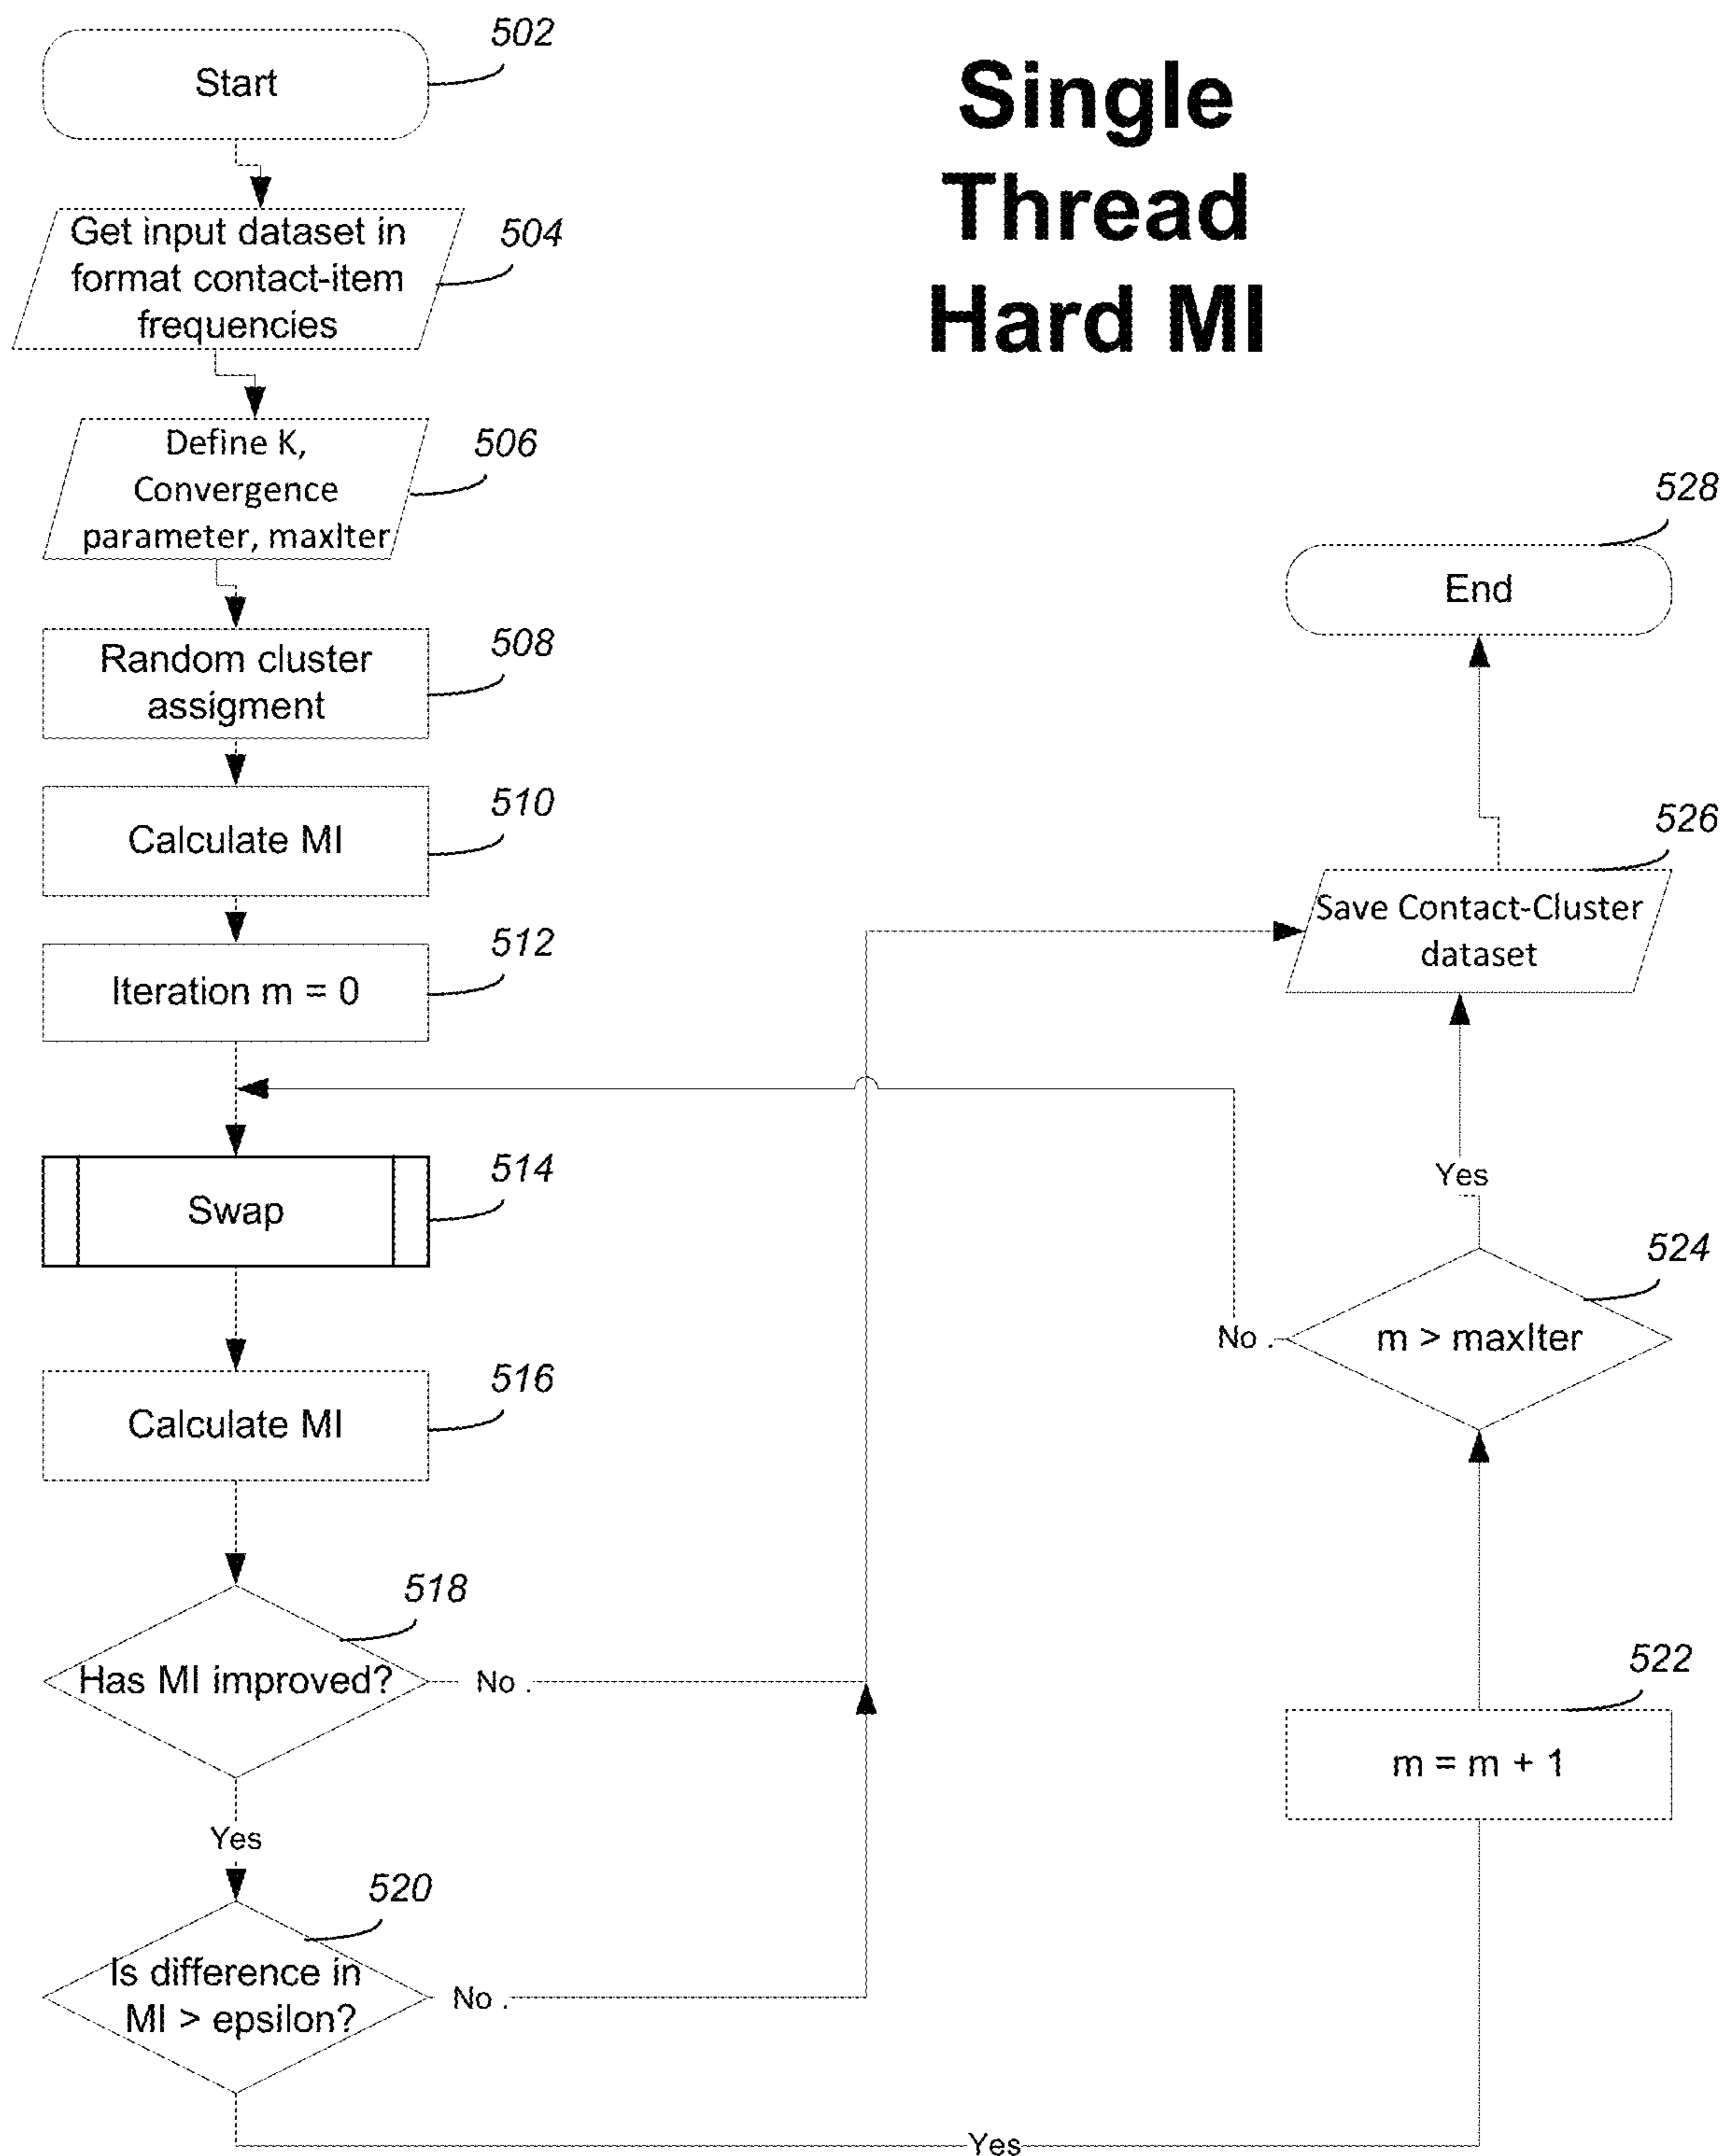 Single
Thread
Hard MI
Start
502
Get input dataset in
format contact-item
frequencies
504
Define K,
Convergence
parameter, maxIter
506
Random cluster
assigment
508
Calculate MI
510
Iteration m = 0
512
Swap
514
Calculate MI
516
Has MI improved?
518
No
Yes
Is difference in
MI > epsilon?
520
No
Yes
m = m + 1
522
m > maxIter
524
No
Yes
Save Contact-Cluster
dataset
526
End
528